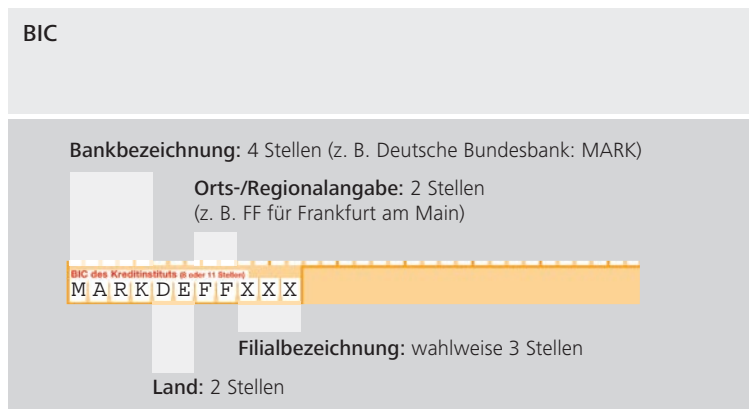 BIC
Bankbezeichnung: 4 Stellen (z. B. Deutsche Bundesbank: MARK)
Orts-/Regionalangabe: 2 Stellen
(z. B. FF für Frankfurt am Main)
BIC des Kreditinstituts (8 oder 11 Stellen)
MARKDEFFXXX
Filialbezeichnung: wahlweise 3 Stellen
Land: 2 Stellen